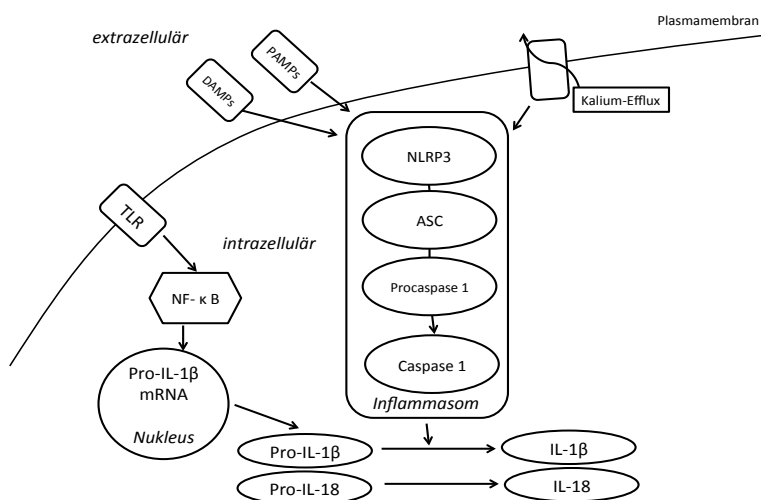 Plasmamembran
extrazellulär
PAMPs
DAMPs
Kalium-Efflux
NLRP3
ASC
TLR
intrazellulär
Procaspase 1
NF- κ B
Caspase 1
Pro-IL-1β
mRNA
Inflammasom
Nukleus
Pro-IL-1β
IL-1β
Pro-IL-18
IL-18